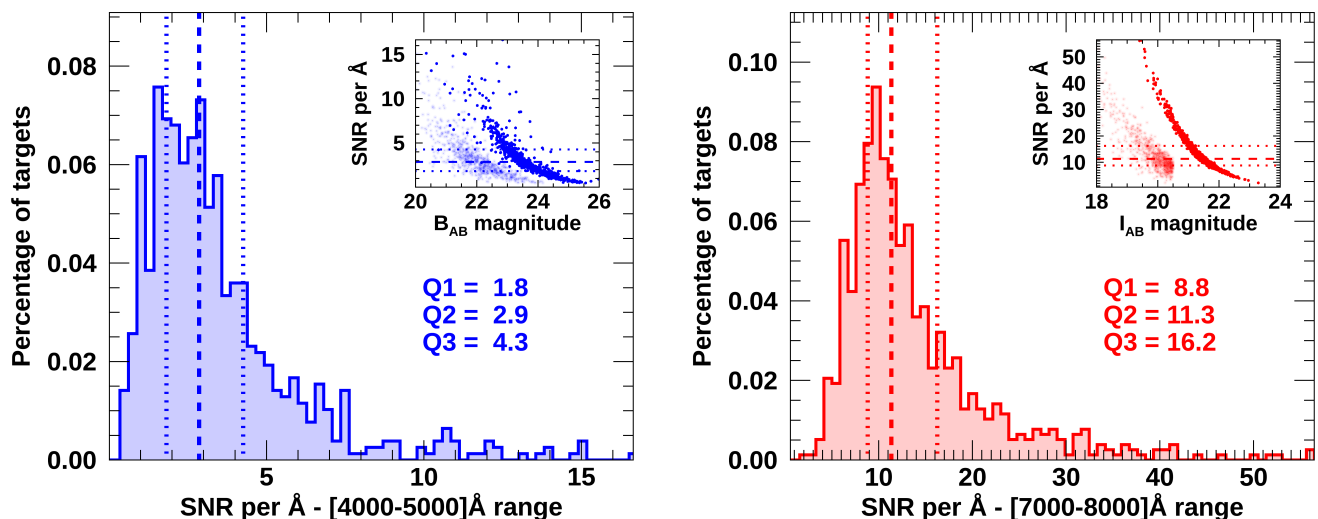 0.08
0.06
0.04
0.02
0.00
Percentage of targets
5
10
15
SNR per Å - [4000-5000]Å range
15
10
5
SNR per Å
20
22
24
26
B_AB magnitude
Q1 = 1.8
Q2 = 2.9
Q3 = 4.3
0.10
0.08
0.06
0.04
0.02
0.00
Percentage of targets
10
20
30
40
50
SNR per Å - [7000-8000]Å range
50
40
30
20
10
SNR per Å
18
20
22
24
I_AB magnitude
Q1 = 8.8
Q2 = 11.3
Q3 = 16.2